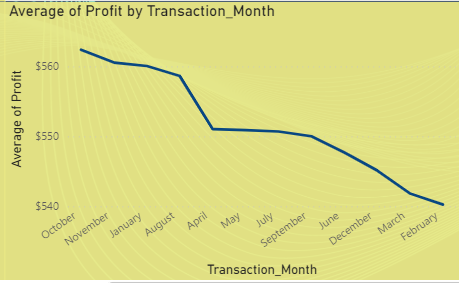 Average of Profit by Transaction_Month
Average of Profit
$560
$550
$540
October
November
January
August
April
May
July
September
June
December
March
February
Transaction_Month